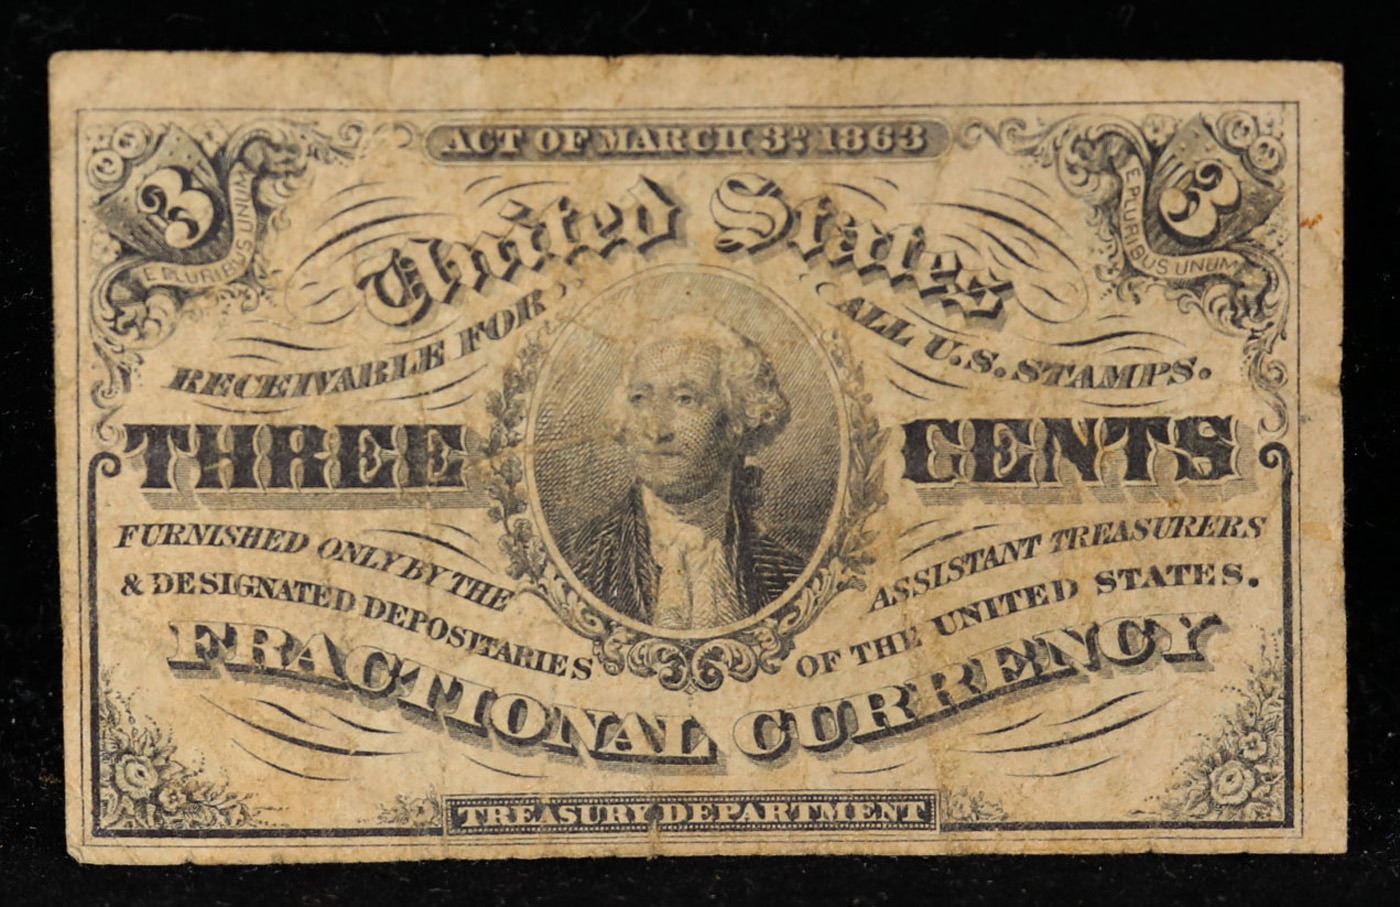 ACT OF MARCH 3D. 1863
3
E PLURIBUS UNUM
3
E PLURIBUS UNUM
United States
RECEIVABLE FOR ALL U.S. STAMPS.
THREE CENTS
FURNISHED ONLY BY THE ASSISTANT TREASURERS
& DESIGNATED DEPOSITARIES OF THE UNITED STATES.
FRACTIONAL CURRENCY
TREASURY DEPARTMENT